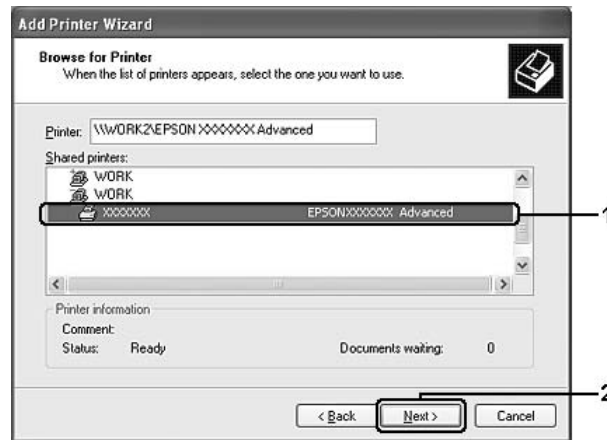 Add Printer Wizard
Browse for Printer
When the list of printers appears, select the one you want to use.
Printer: \\WORK2\EPSON XXXXXXX Advanced
Shared printers:
WORK
WORK
XXXXXXX EPSONXXXXXXX Advanced 1
Printer information
Comment:
Status: Ready Documents waiting: 0
2
< Back Next > Cancel